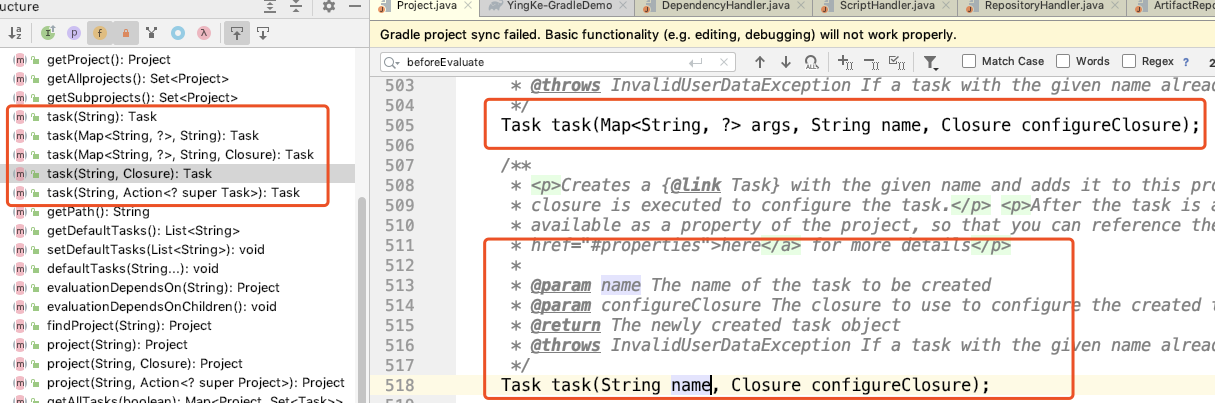 ucture
Project.java
YingKe-GradleDemo
DependencyHandler.java
ScriptHandler.java
RepositoryHandler.java
ArtifactRepo
Gradle project sync failed. Basic functionality (e.g. editing, debugging) will not work properly.
beforeEvaluate
Match Case
Words
Regex ?
getProject(): Project
getAllprojects(): Set<Project>
getSubprojects(): Set<Project>
task(String): Task
task(Map<String, ?>, String): Task
task(Map<String, ?>, String, Closure): Task
task(String, Closure): Task
task(String, Action<? super Task>): Task
getPath(): String
getDefaultTasks(): List<String>
setDefaultTasks(List<String>): void
defaultTasks(String...): void
evaluationDependsOn(String): Project
evaluationDependsOnChildren(): void
findProject(String): Project
project(String): Project
project(String, Closure): Project
project(String, Action<? super Project>): Project
getAllTasks(boolean): Map<Project, Set<Task>>
503 * @throws InvalidUserDataException If a task with the given name alread
504 */
505 Task task(Map<String, ?> args, String name, Closure configureClosure);
506
507 /**
508 * <p>Creates a {@link Task} with the given name and adds it to this pro
509 * closure is executed to configure the task.</p> <p>After the task is a
510 * available as a property of the project, so that you can reference the
511 * href="#properties">here</a> for more details</p>
512 *
513 * @param name The name of the task to be created
514 * @param configureClosure The closure to use to configure the created t
515 * @return The newly created task object
516 * @throws InvalidUserDataException If a task with the given name alread
517 */
518 Task task(String name, Closure configureClosure);